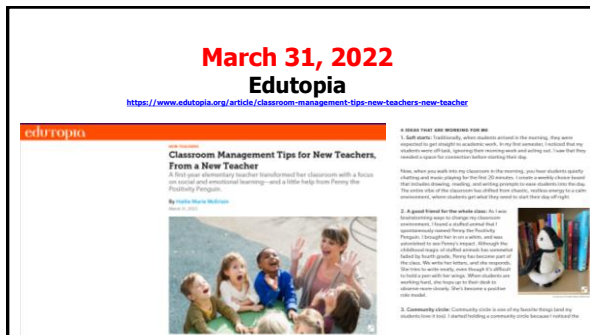 March 31, 2022
Edutopia
https://www.edutopia.org/article/classroom-management-tips-new-teachers-new-teacher
edutopia
NEW TEACHERS
Classroom Management Tips for New Teachers,
From a New Teacher
A first-year elementary teacher transformed her classroom with a focus
on social and emotional learning—and a little help from Penny the
Positivity Penguin.
By Hallie Marie McErlain
March 31, 2022
4 IDEAS THAT ARE WORKING FOR ME
1. Soft starts: Traditionally, when students arrived in the morning, they were
expected to get straight to academic work. In my first semester, I noticed that my
students were off task, ignoring their morning work and acting out. I saw that they
needed a space for connection before starting their day.
Now, when you walk into my classroom in the morning, you hear students quietly
chatting and music playing for the first 20 minutes. I create a weekly choice board
that includes drawing, reading, and writing prompts to ease students into the day.
The entire vibe of the classroom has shifted from chaotic, restless energy to a calm
environment, where students get what they need to start their day off right.
2. A good friend for the whole class: As I was
brainstorming ways to change my classroom
environment, I found a stuffed animal that I
spontaneously named Penny the Positivity
Penguin. I brought her in on a whim, and was
astonished to see Penny's impact. Although the
childhood magic of stuffed animals has somewhat
faded by fourth grade, Penny has become part of
the class. We write her letters, and she responds.
She tries to write neatly, even though it's difficult
to hold a pen with her wings. When students are
working hard, she hops up to their desk to
observe more closely. She's become a positive
role model.
3. Community circle: Community circle is one of my favorite things (and my
students love it too). I started holding a community circle because I noticed the